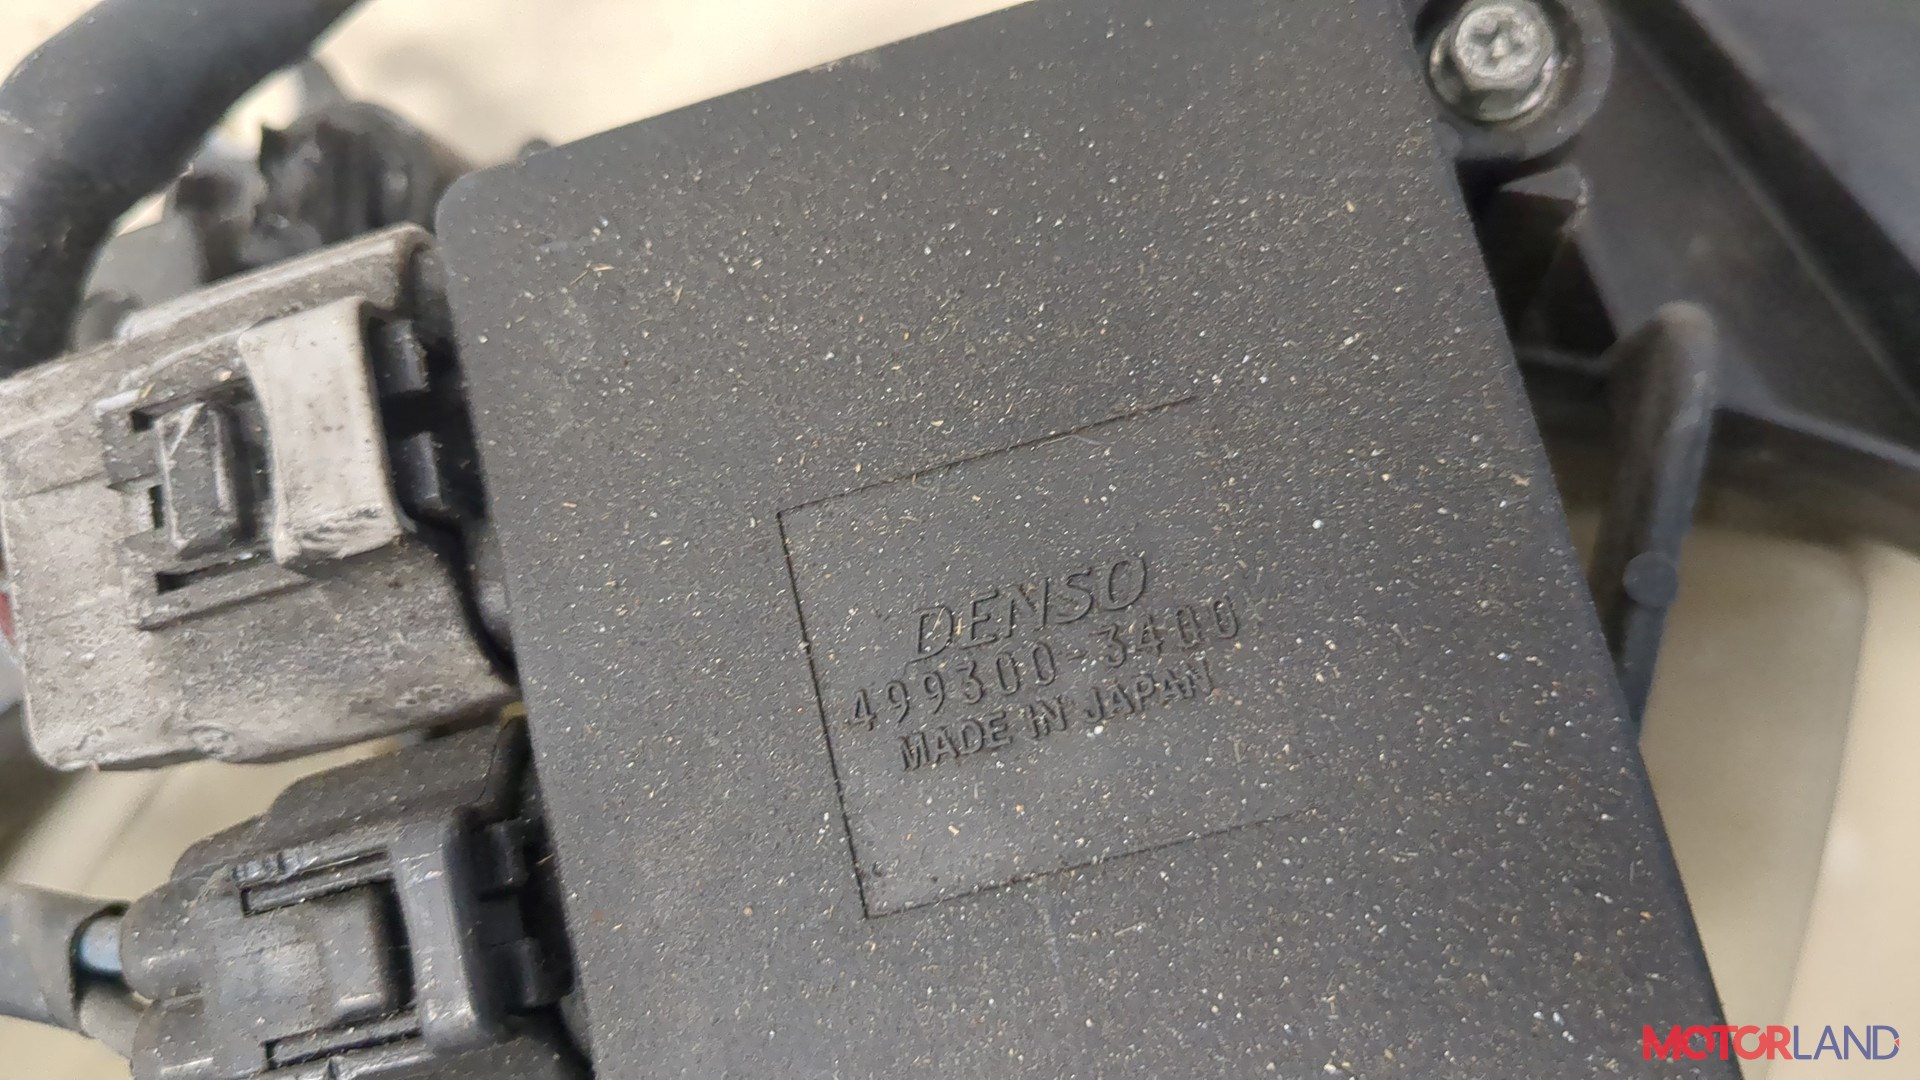 DENSO
499300-3400
MADE IN JAPAN
MOTORLAND